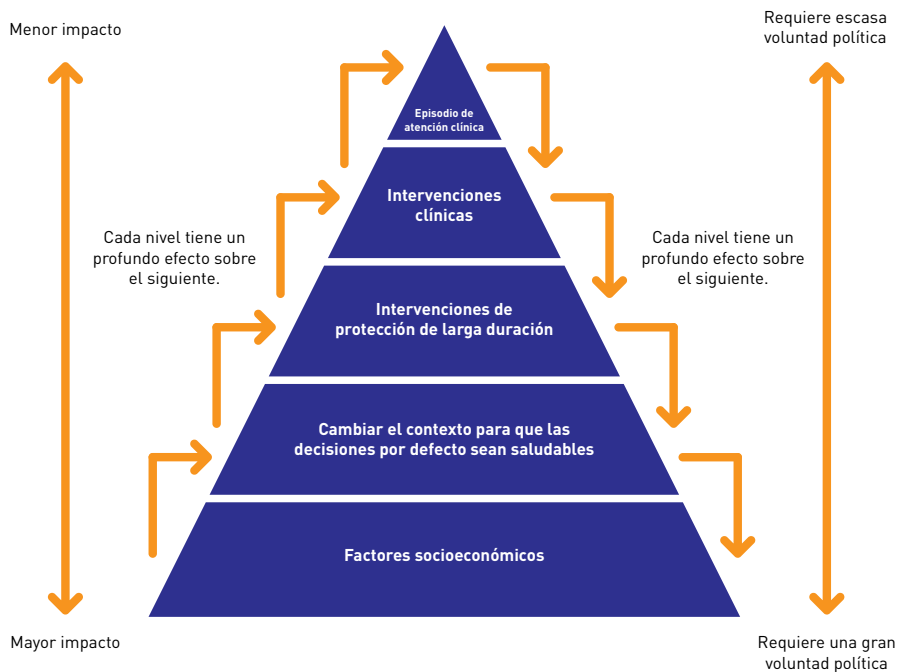 Menor impacto
Requiere escasa
voluntad política
Episodio de
atención clínica
Intervenciones
clínicas
Cada nivel tiene un
profundo efecto sobre
el siguiente.
Cada nivel tiene un
profundo efecto sobre
el siguiente.
Intervenciones de
protección de larga duración
Cambiar el contexto para que las
decisiones por defecto sean saludables
Factores socioeconómicos
Mayor impacto
Requiere una gran
voluntad política